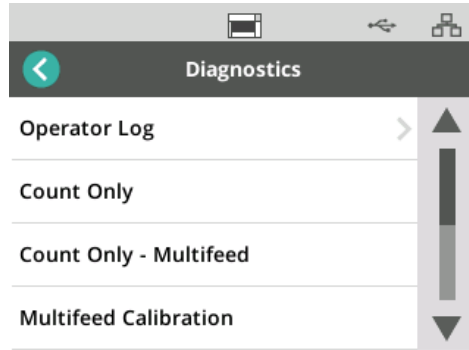 Diagnostics
Operator Log
Count Only
Count Only - Multifeed
Multifeed Calibration